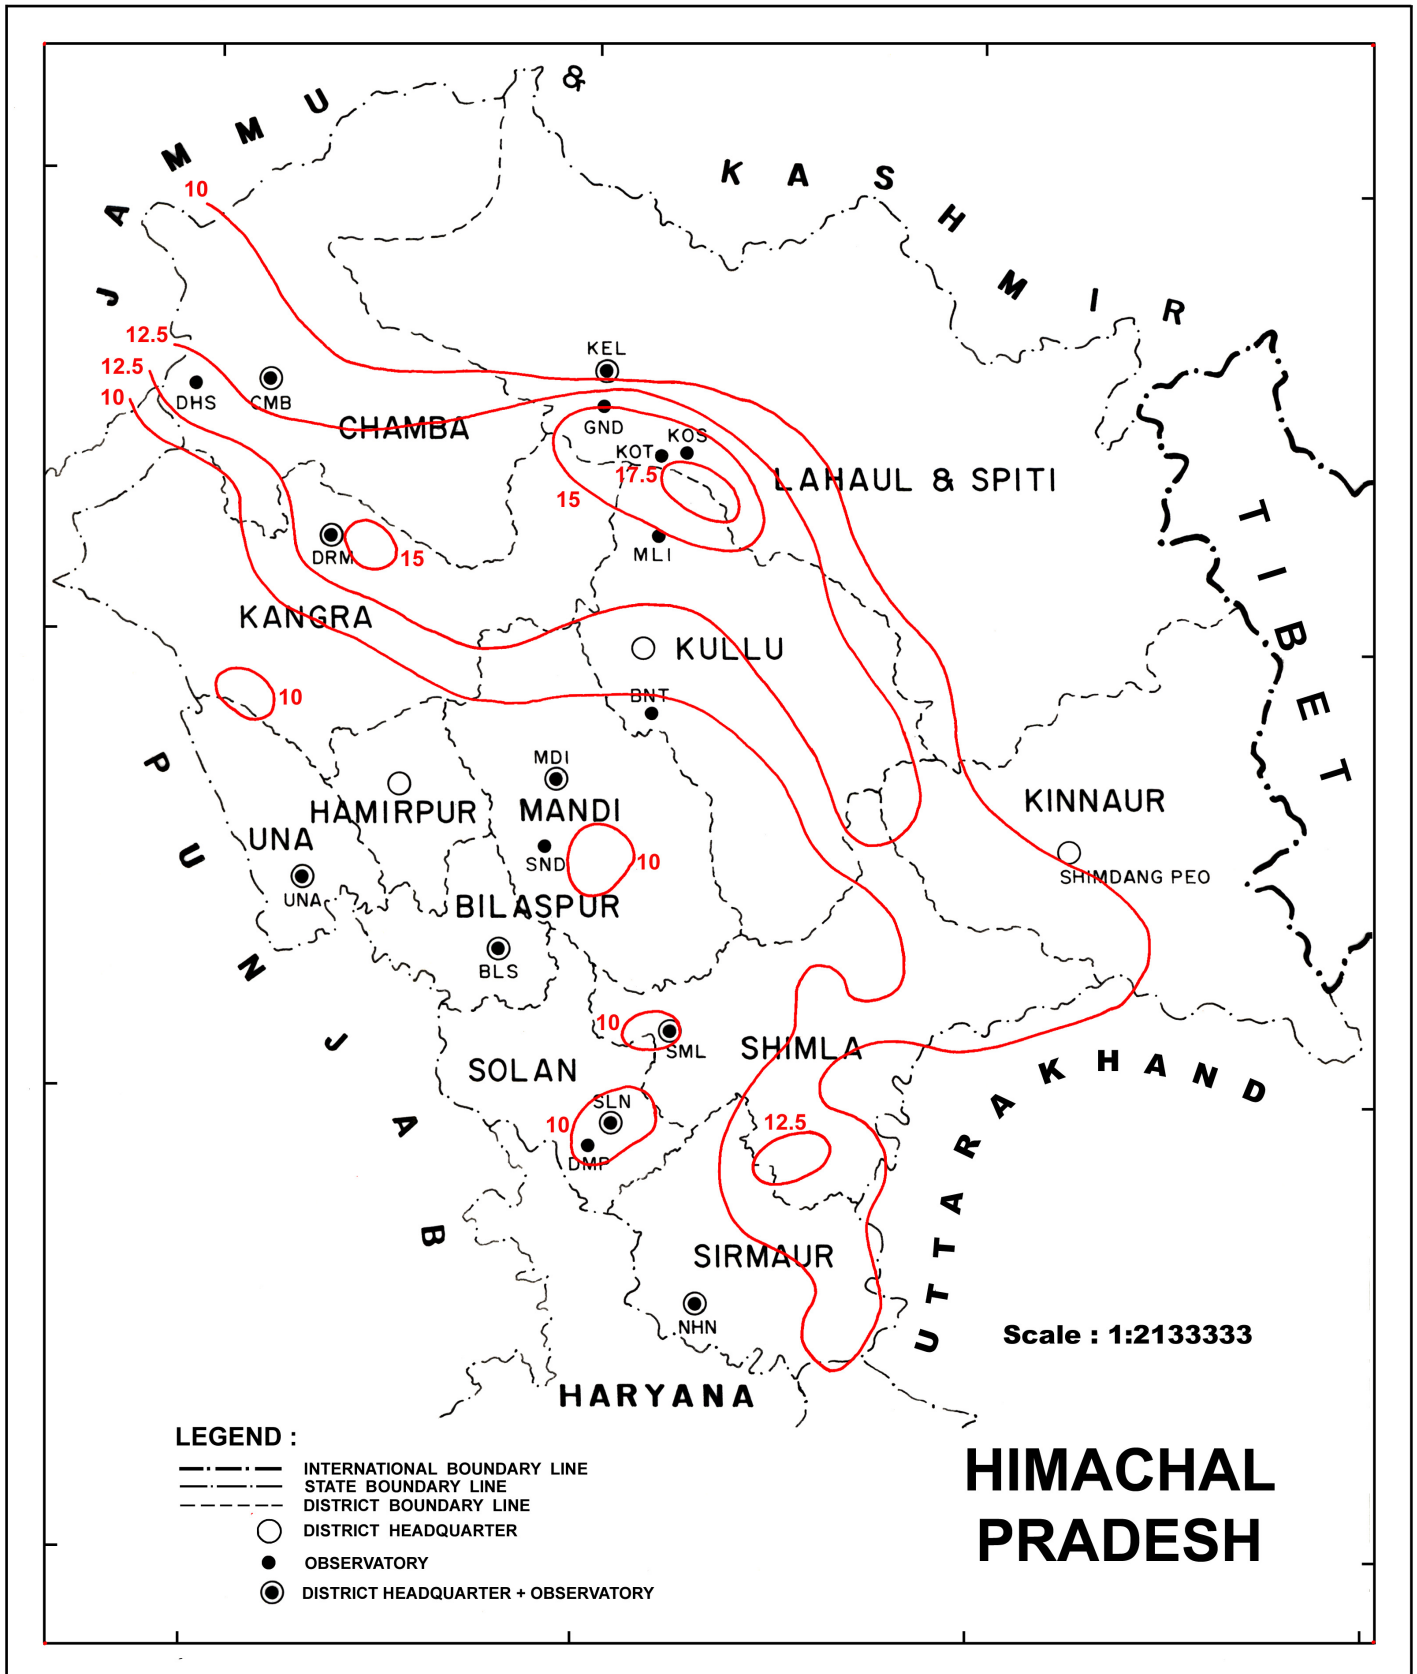 JAMMU & KASHMIR
10
12.5
12.5
10
DHS
CMB
CHAMBA
KEL
GND
KOT
KOS
17.5
15
LAHAUL & SPITI
TIBET
DRM
15
MLI
KANGRA
KULLU
10
BNT
MDI
MANDI
HAMIRPUR
KINNAUR
UNA
SND
10
SHIMDANG PEO
UNA
BILASPUR
BLS
PUNJAB
10
SML
SHIMLA
SOLAN
SLN
10
DMP
12.5
UTTARAKHAND
SIRMAUR
NHN
Scale : 1:2133333
HARYANA
LEGEND :
INTERNATIONAL BOUNDARY LINE
STATE BOUNDARY LINE
DISTRICT BOUNDARY LINE
DISTRICT HEADQUARTER
OBSERVATORY
DISTRICT HEADQUARTER + OBSERVATORY
HIMACHAL
PRADESH